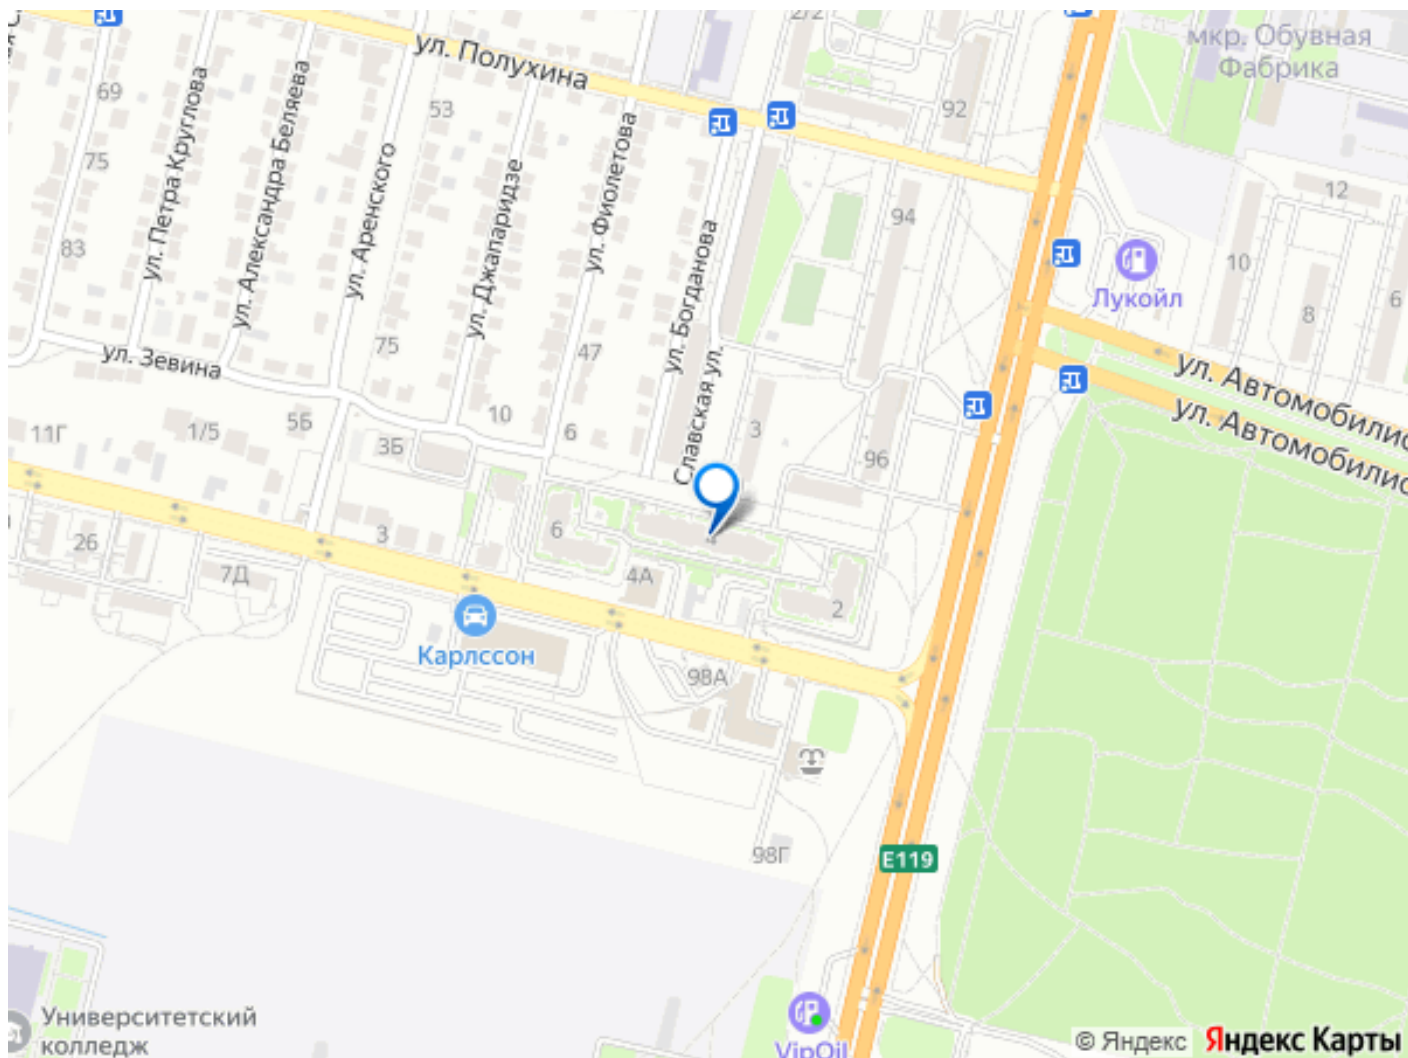 2/2
мкр. Обувная
Фабрика
ул. Полухина
69
53
92
75
ул. Петра Круглова
ул. Александра Беляева
ул. Аренского
ул. Джапаридзе
ул. Фиолетова
ул. Богданова
Славская ул.
94
12
83
10
Лукойл
8
6
75
47
ул. Зевина
ул. Автомобилис
ул. Автомобилис
10
11Г
1/5
5Б
3Б
6
3
96
26
3
6
4
7Д
4А
2
Карлссон
98А
98Г
E119
Университетский
колледж
VipOil
© Яндекс
Яндекс Карты